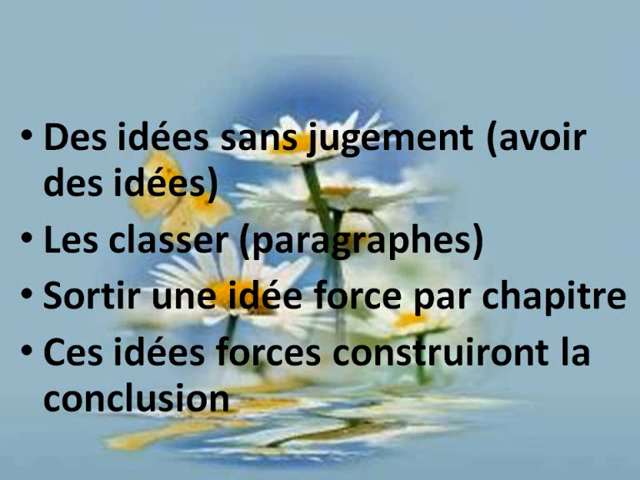 • Des idées sans jugement (avoir
des idées)
• Les classer (paragraphes)
• Sortir une idée force par chapitre
• Ces idées forces construiront la
conclusion